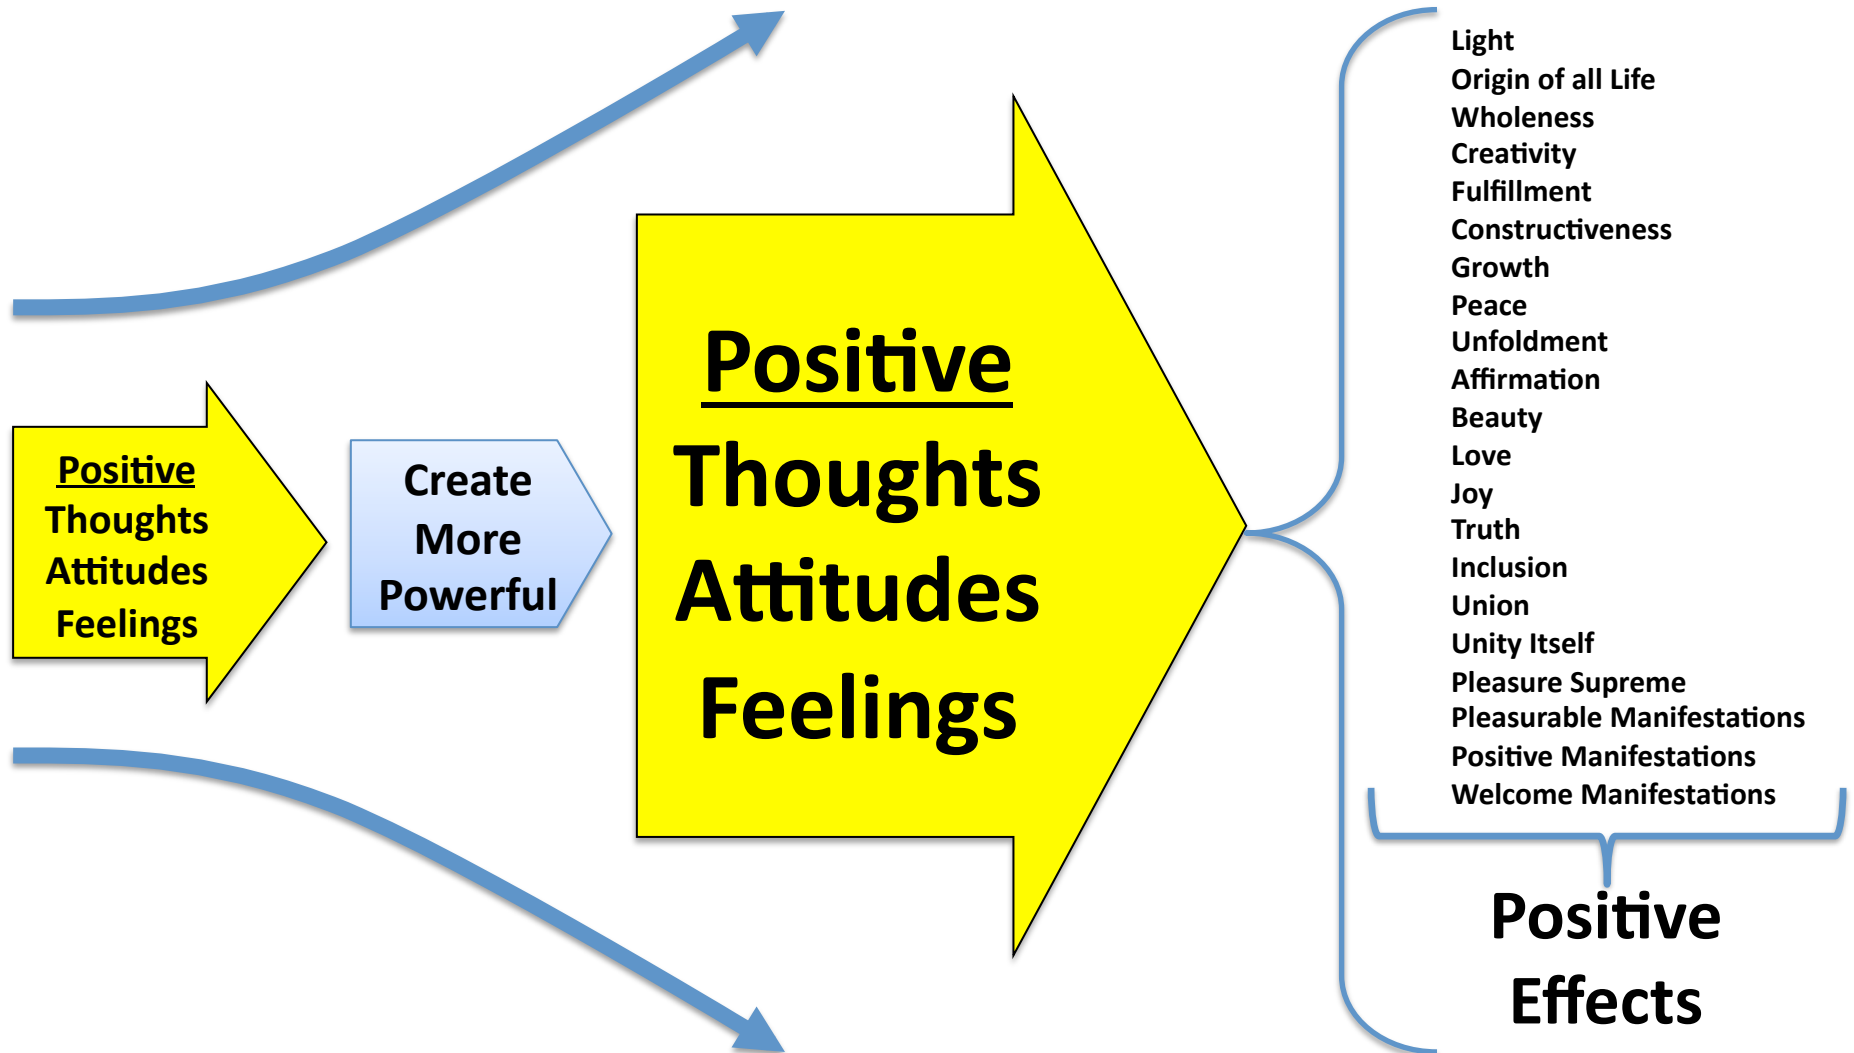 Positive
Thoughts
Attitudes
Feelings
Create
More
Powerful
Positive
Thoughts
Attitudes
Feelings
Light
Origin of all Life
Wholeness
Creativity
Fulfillment
Constructiveness
Growth
Peace
Unfoldment
Affirmation
Beauty
Love
Joy
Truth
Inclusion
Union
Unity Itself
Pleasure Supreme
Pleasurable Manifestations
Positive Manifestations
Welcome Manifestations
Positive
Effects